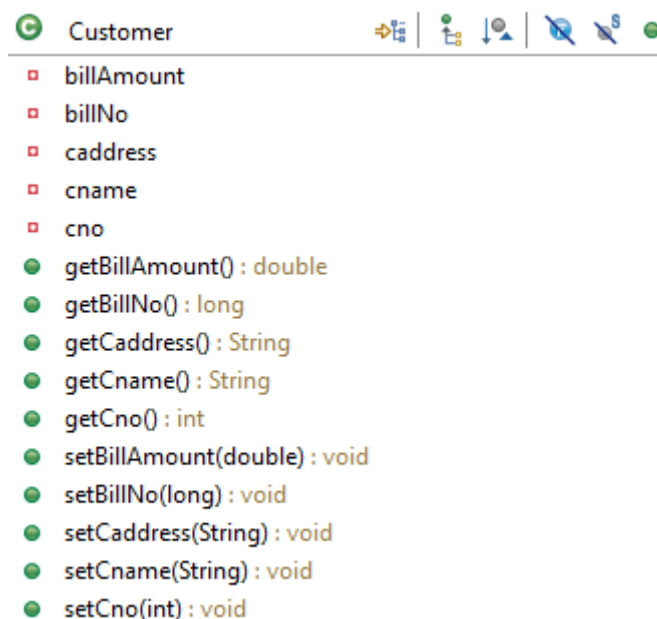 Customer
billAmount
billNo
caddress
cname
cno
getBillAmount() : double
getBillNo() : long
getCaddress() : String
getCname() : String
getCno() : int
setBillAmount(double) : void
setBillNo(long) : void
setCaddress(String) : void
setCname(String) : void
setCno(int) : void